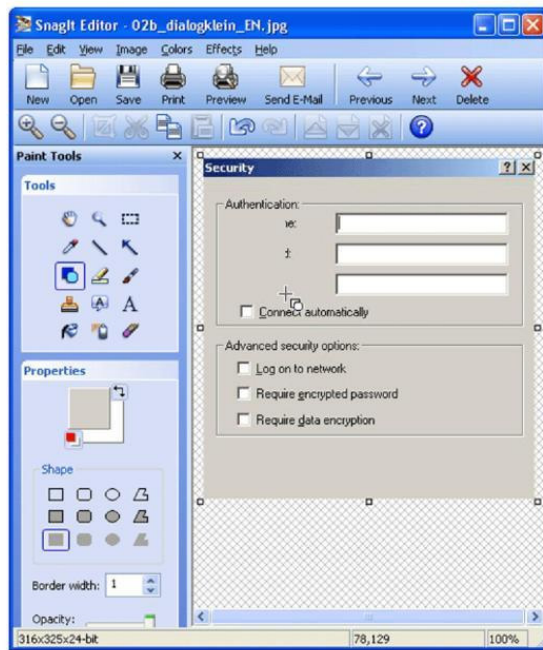 SnagIt Editor - 02b_dialogklein_EN.jpg
File Edit View Image Colors Effects Help
New Open Save Print Preview Send E-Mail Previous Next Delete
Paint Tools
Tools
A
A
Properties
Shape
Border width: 1
Opacity:
Security
Authentication:
ne:
t:
Connect automatically
Advanced security options:
Log on to network
Require encrypted password
Require data encryption
316x325x24-bit 78,129 100%